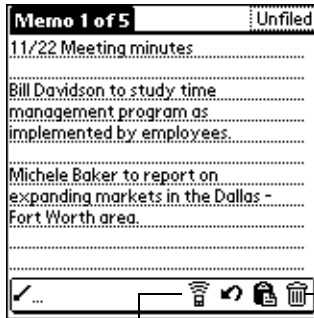 Memo 1 of 5
Unfiled
11/22 Meeting minutes
Bill Davidson to study time
management program as
implemented by employees.
Michele Baker to report on
expanding markets in the Dallas -
Fort Worth area.
...